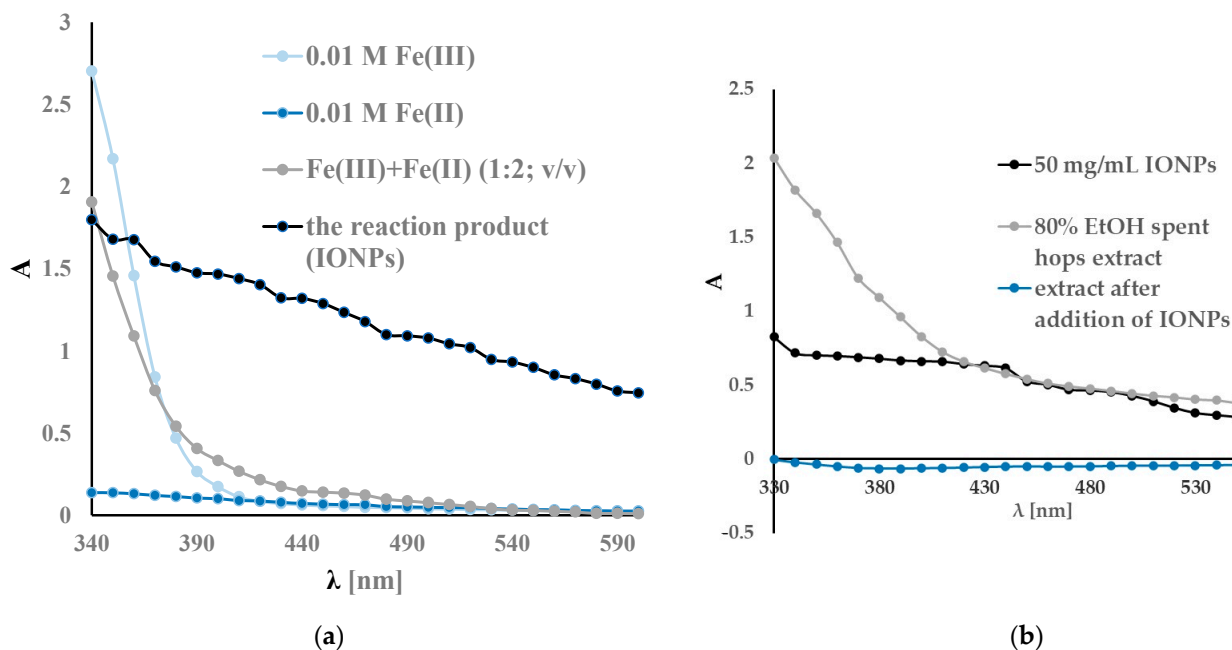 3
2.5
2
1.5
1
0.5
0
A
0.01 M Fe(III)
0.01 M Fe(II)
Fe(III)+Fe(II) (1:2; v/v)
the reaction product
(IONPs)
340 390 440 490 540 590
λ [nm]
(a)
2.5
2
1.5
1
0.5
0
-0.5
A
50 mg/mL IONPs
80% EtOH spent
hops extract
extract after
addition of IONPs
330 380 430 480 530
λ [nm]
(b)